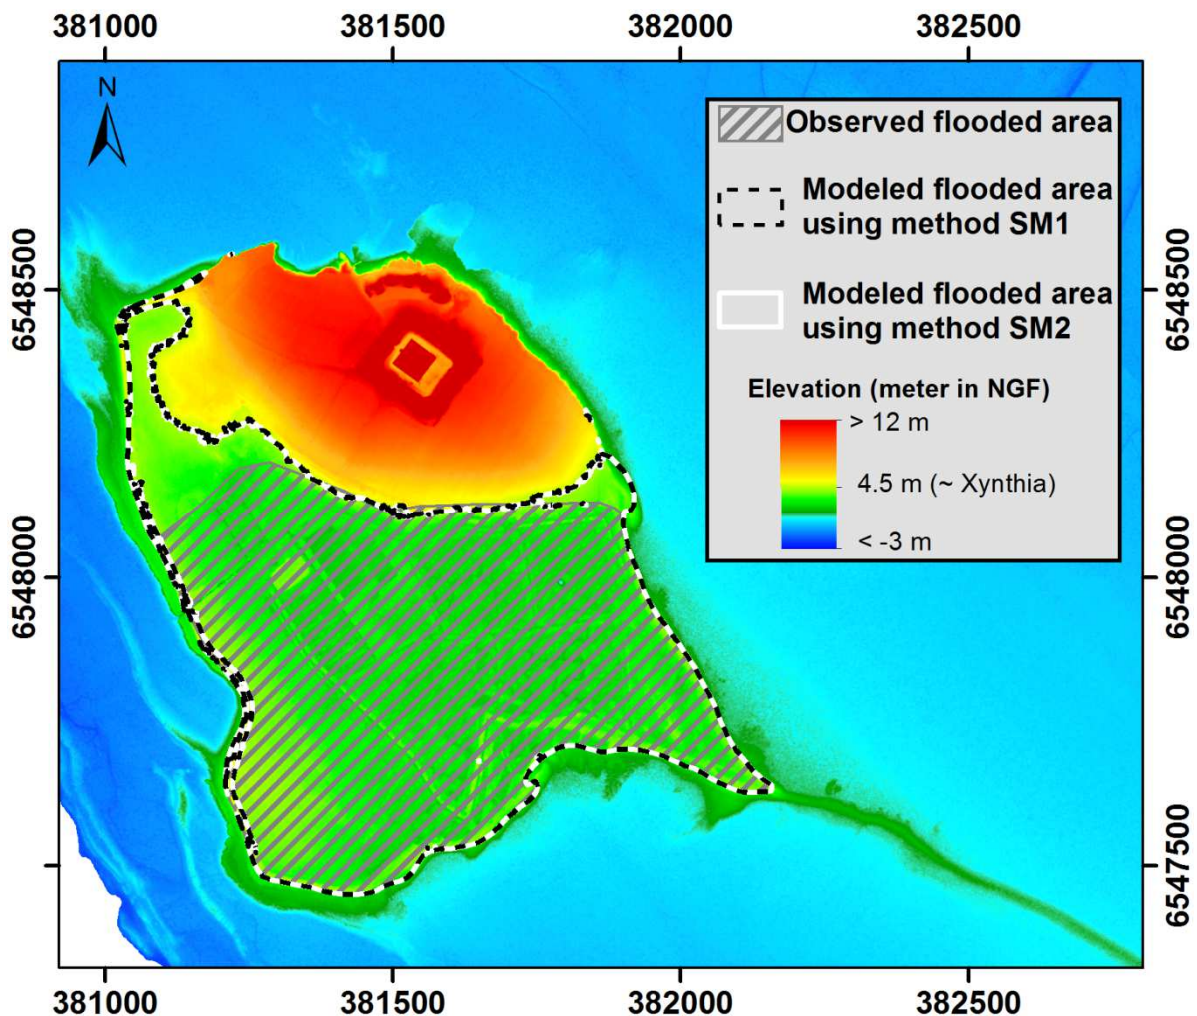 381000 381500 382000 382500
N
Observed flooded area
Modeled flooded area
using method SM1
Modeled flooded area
using method SM2
Elevation (meter in NGF)
> 12 m
4.5 m (~ Xynthia)
< -3 m
6548500
6548000
6547500
6548500
6548000
6547500
381000 381500 382000 382500